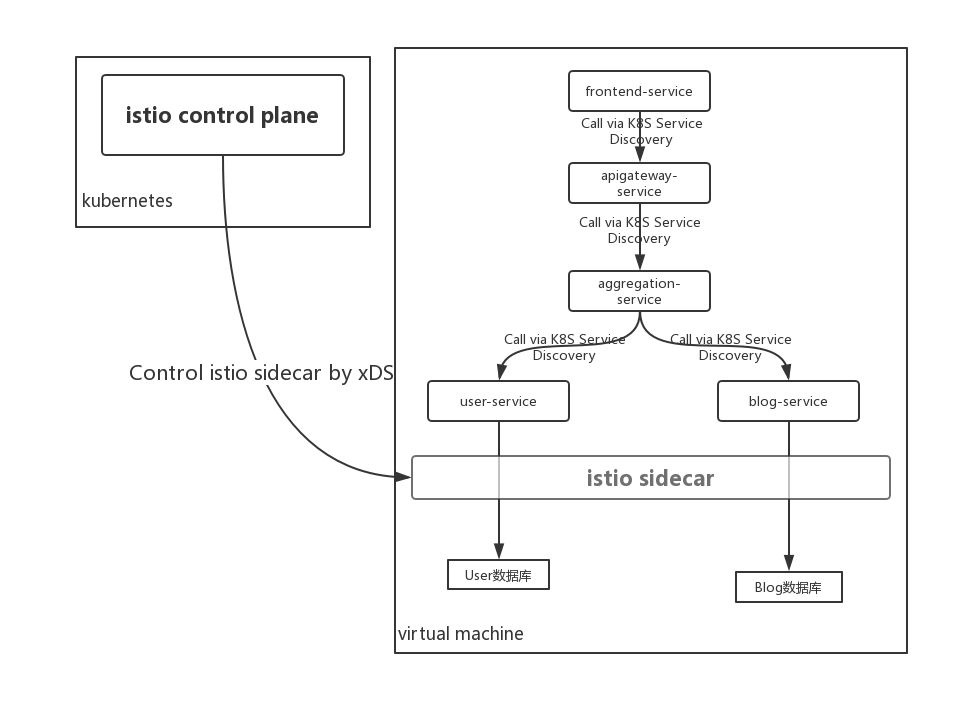 istio control plane
kubernetes
Control istio sidecar by xDS
frontend-service
Call via K8S Service
Discovery
apigateway-
service
Call via K8S Service
Discovery
aggregation-
service
Call via K8S Service
Discovery
Call via K8S Service
Discovery
user-service
blog-service
istio sidecar
User数据库
Blog数据库
virtual machine